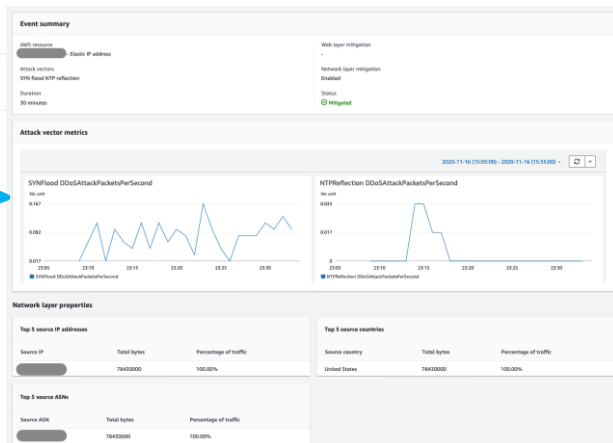 Event summary
AWS resource
- Elastic IP address
Web layer mitigation
-
Attack vectors
SYN flood NTP reflection
Network layer mitigation
Enabled
Duration
30 minutes
Status
Mitigated
Attack vector metrics
2020-11-16 (15:05:00) - 2020-11-16 (15:35:00)
SYNFlood DDoSAttackPacketsPerSecond
No unit
0.167
0.092
0.017
23:05 23:10 23:15 23:20 23:25 23:30
SYNFlood DDoSAttackPacketsPerSecond
NTPReflection DDoSAttackPacketsPerSecond
No unit
0.033
0.017
0
23:05 23:10 23:15 23:20 23:25 23:30
NTPReflection DDoSAttackPacketsPerSecond
Network layer properties
Top 5 source IP addresses
Source IP Total bytes Percentage of traffic
78430000 100.00%
Top 5 source countries
Source country Total bytes Percentage of traffic
United States 78430000 100.00%
Top 5 source ASNs
Source ASN Total bytes Percentage of traffic
78430000 100.00%